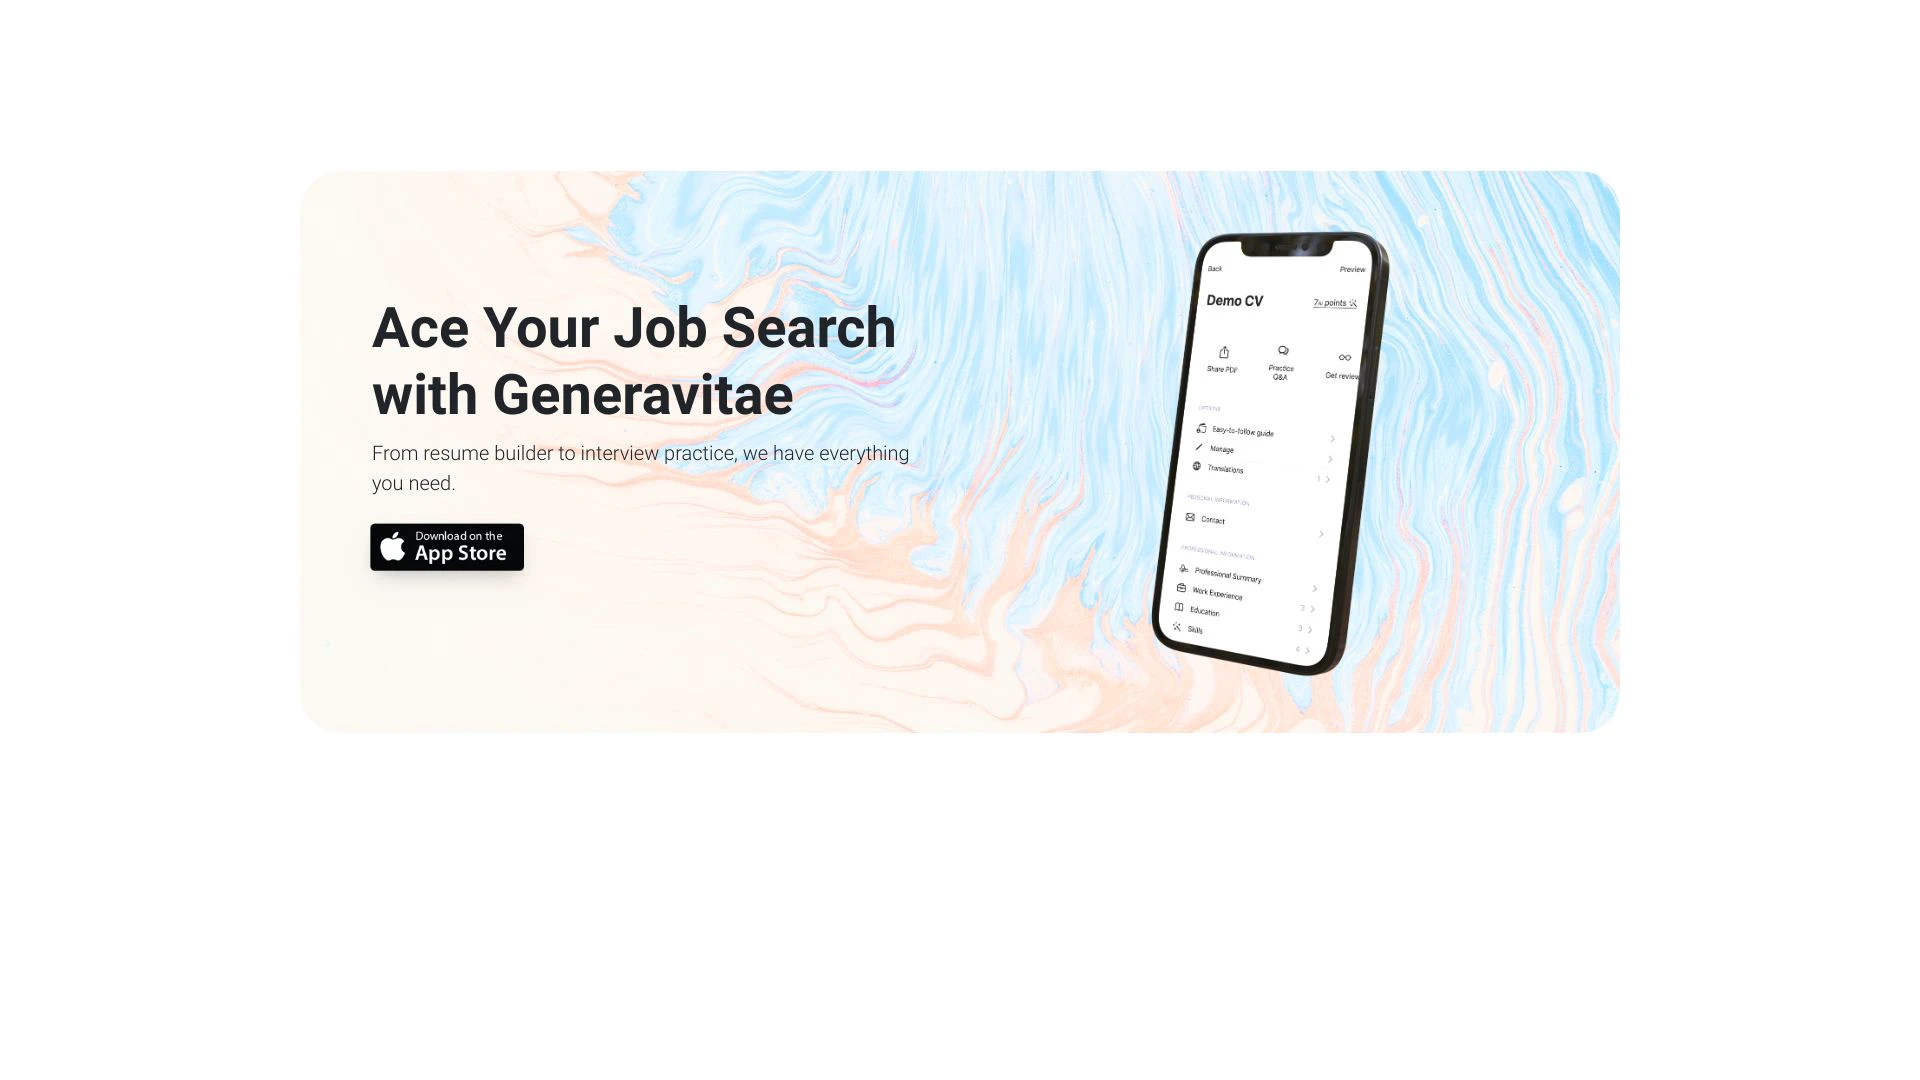 Ace Your Job Search
with Generavitae
From resume builder to interview practice, we have everything
you need.
Download on the
App Store
Back
Preview
Demo CV
points
Share PDF
Practice
Q&A
Get review
OPTIONS
Easy-to-follow guide
Manage
Translations
1
PERSONAL INFORMATION
Contact
PROFESSIONAL INFORMATION
Professional Summary
Work Experience
3
Education
3
Skills